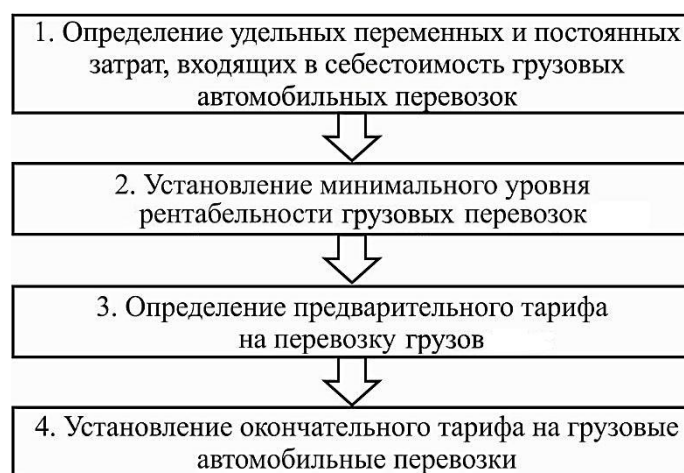 1. Определение удельных переменных и постоянных
затрат, входящих в себестоимость грузовых
автомобильных перевозок
2. Установление минимального уровня
рентабельности грузовых перевозок
3. Определение предварительного тарифа
на перевозку грузов
4. Установление окончательного тарифа на грузовые
автомобильные перевозки